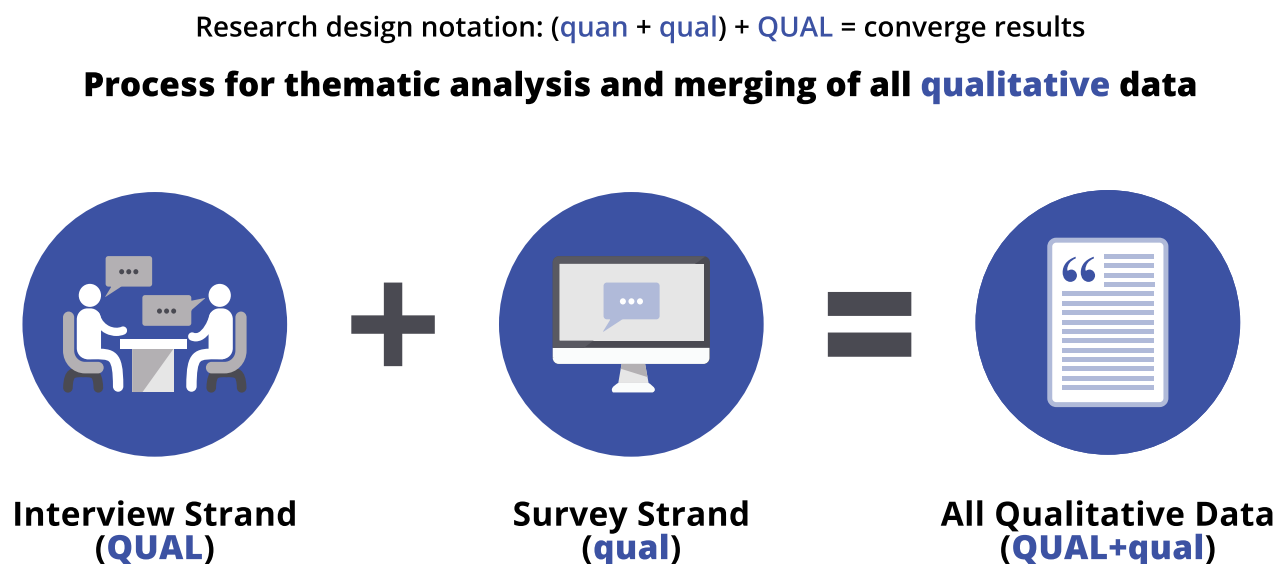 Research design notation: (quan + qual) + QUAL = converge results
Process for thematic analysis and merging of all qualitative data
Interview Strand
(QUAL)
Survey Strand
(qual)
All Qualitative Data
(QUAL+qual)